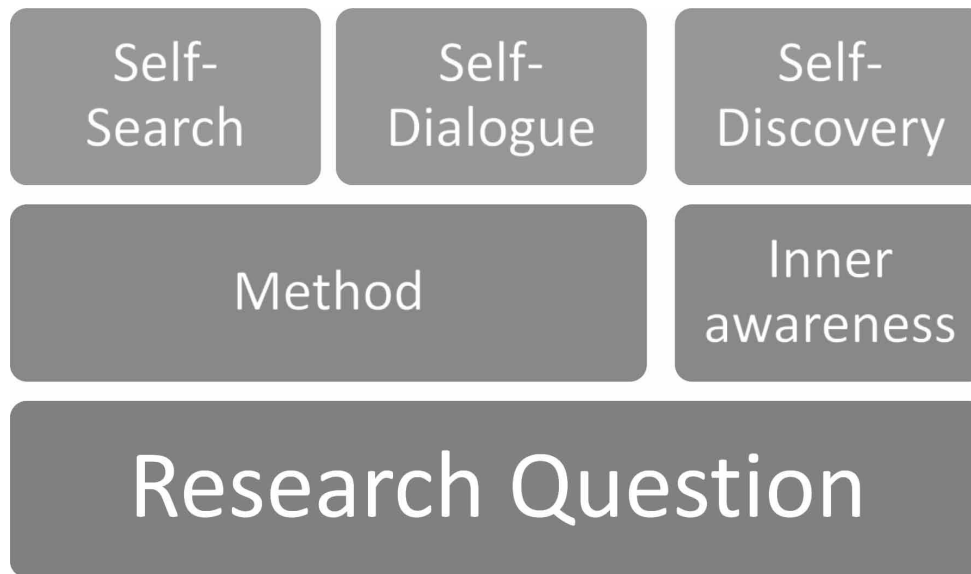 Self-
Search
Self-
Dialogue
Self-
Discovery
Method
Inner
awareness
Research Question